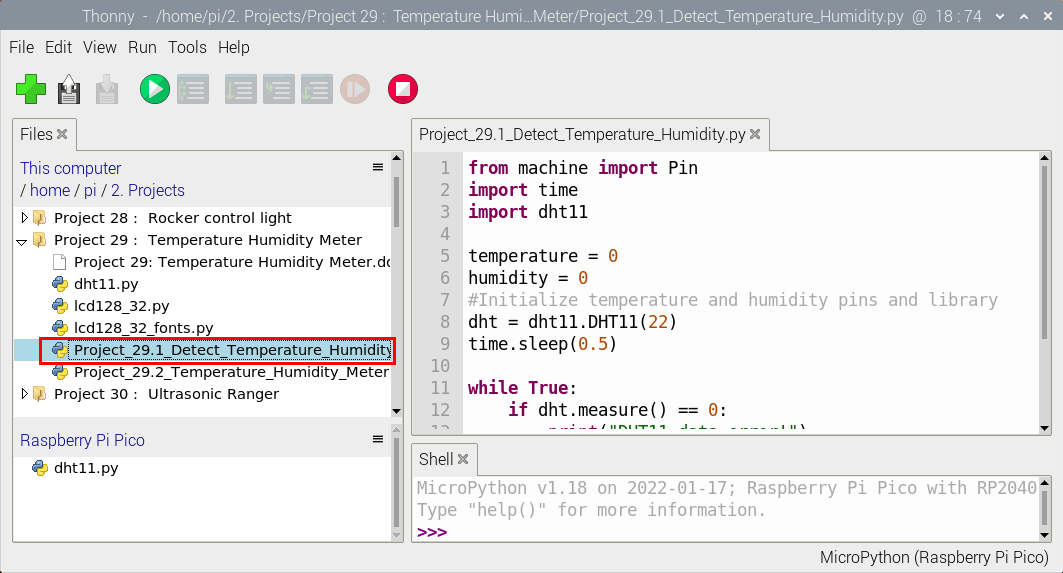 Thonny - /home/pi/2. Projects/Project 29 : Temperature Humi...Meter/Project_29.1_Detect_Temperature_Humidity.py @ 18 : 74
File Edit View Run Tools Help
Files
This computer
/ home / pi / 2. Projects
Project 28 : Rocker control light
Project 29 : Temperature Humidity Meter
Project 29: Temperature Humidity Meter.do
dht11.py
lcd128_32.py
lcd128_32_fonts.py
Project_29.1_Detect_Temperature_Humidity
Project_29.2_Temperature_Humidity_Meter
Project 30 : Ultrasonic Ranger
Raspberry Pi Pico
dht11.py
Project_29.1_Detect_Temperature_Humidity.py
1 from machine import Pin
2 import time
3 import dht11
4
5 temperature = 0
6 humidity = 0
7 #Initialize temperature and humidity pins and library
8 dht = dht11.DHT11(22)
9 time.sleep(0.5)
10
11 while True:
12 if dht.measure() == 0:
13 print("DHT11 data error!")
Shell
MicroPython v1.18 on 2022-01-17; Raspberry Pi Pico with RP2040
Type "help()" for more information.
>>>
MicroPython (Raspberry Pi Pico)